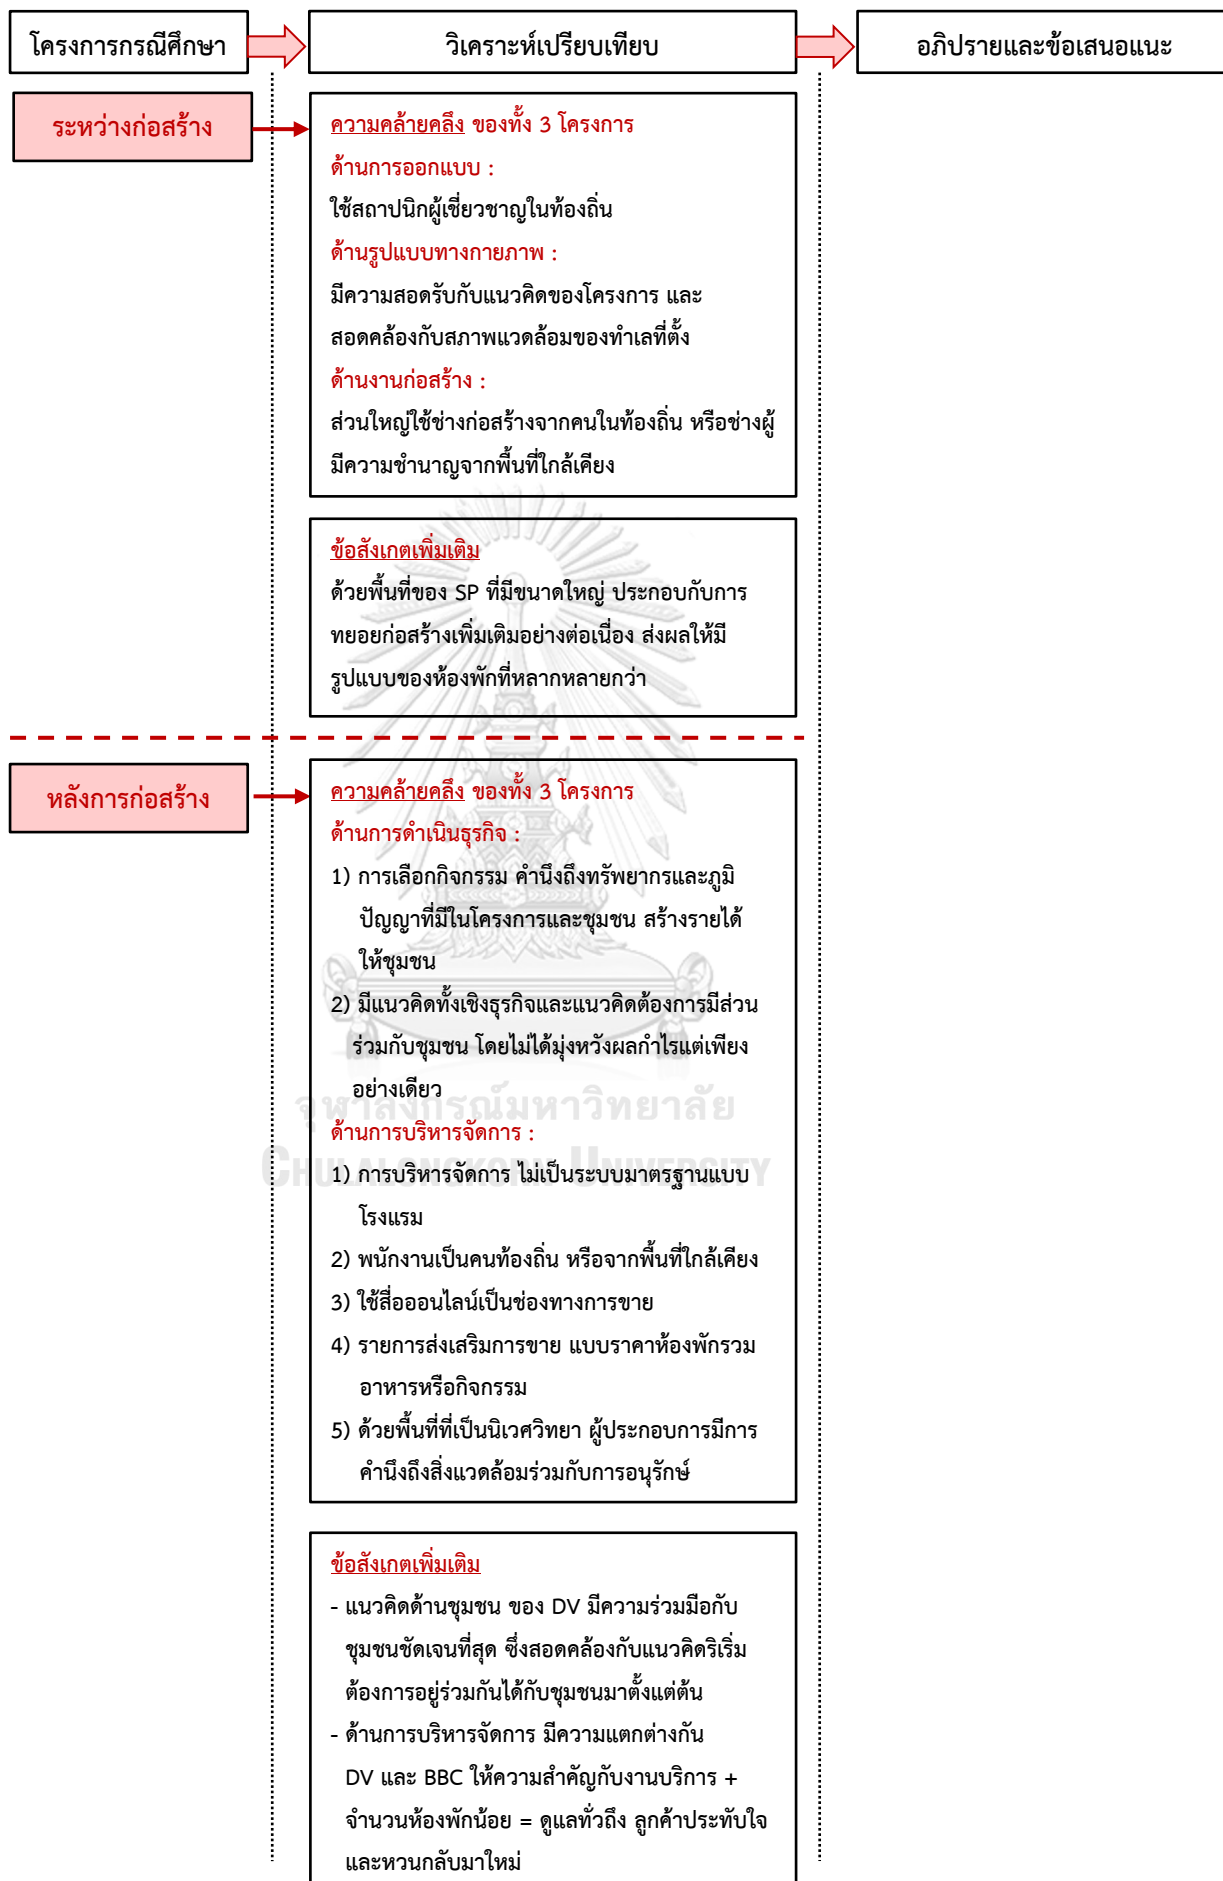 โครงการกรณีศึกษา
วิเคราะห์เปรียบเทียบ
อภิปรายและข้อเสนอแนะ
ระหว่างก่อสร้าง
ความคล้ายคลึง ของทั้ง 3 โครงการ
ด้านการออกแบบ :
ใช้สถาปนิกผู้เชี่ยวชาญในท้องถิ่น
ด้านรูปแบบทางกายภาพ :
มีความสอดรับกับแนวคิดของโครงการ และ
สอดคล้องกับสภาพแวดล้อมของทำเลที่ตั้ง
ด้านงานก่อสร้าง :
ส่วนใหญ่ใช้ช่างก่อสร้างจากคนในท้องถิ่น หรือช่างผู้
มีความชำนาญจากพื้นที่ใกล้เคียง
ข้อสังเกตเพิ่มเติม
ด้วยพื้นที่ของ SP ที่มีขนาดใหญ่ ประกอบกับการ
ทยอยก่อสร้างเพิ่มเติมอย่างต่อเนื่อง ส่งผลให้มี
รูปแบบของห้องพักที่หลากหลายกว่า
หลังการก่อสร้าง
ความคล้ายคลึง ของทั้ง 3 โครงการ
ด้านการดำเนินธุรกิจ :
1) การเลือกกิจกรรม คำนึงถึงทรัพยากรและภูมิ
ปัญญาที่มีในโครงการและชุมชน สร้างรายได้
ให้ชุมชน
2) มีแนวคิดทั้งเชิงธุรกิจและแนวคิดต้องการมีส่วน
ร่วมกับชุมชน โดยไม่ได้มุ่งหวังผลกำไรแต่เพียง
อย่างเดียว
จุฬาลงกรณ์มหาวิทยาลัย
ด้านการบริหารจัดการ :
CHULALONGKORN UNIVERSITY
1) การบริหารจัดการ ไม่เป็นระบบมาตรฐานแบบ
โรงแรม
2) พนักงานเป็นคนท้องถิ่น หรือจากพื้นที่ใกล้เคียง
3) ใช้สื่อออนไลน์เป็นช่องทางการขาย
4) รายการส่งเสริมการขาย แบบราคาห้องพักรวม
อาหารหรือกิจกรรม
5) ด้วยพื้นที่ที่เป็นนิเวศวิทยา ผู้ประกอบการมีการ
คำนึงถึงสิ่งแวดล้อมร่วมกับการอนุรักษ์
ข้อสังเกตเพิ่มเติม
- แนวคิดด้านชุมชน ของ DV มีความร่วมมือกับ
ชุมชนชัดเจนที่สุด ซึ่งสอดคล้องกับแนวคิดริเริ่ม
ต้องการอยู่ร่วมกันได้กับชุมชนมาตั้งแต่ต้น
- ด้านการบริหารจัดการ มีความแตกต่างกัน
DV และ BBC ให้ความสำคัญกับงานบริการ +
จำนวนห้องพักน้อย = ดูแลทั่วถึง ลูกค้าประทับใจ
และหวนกลับมาใหม่